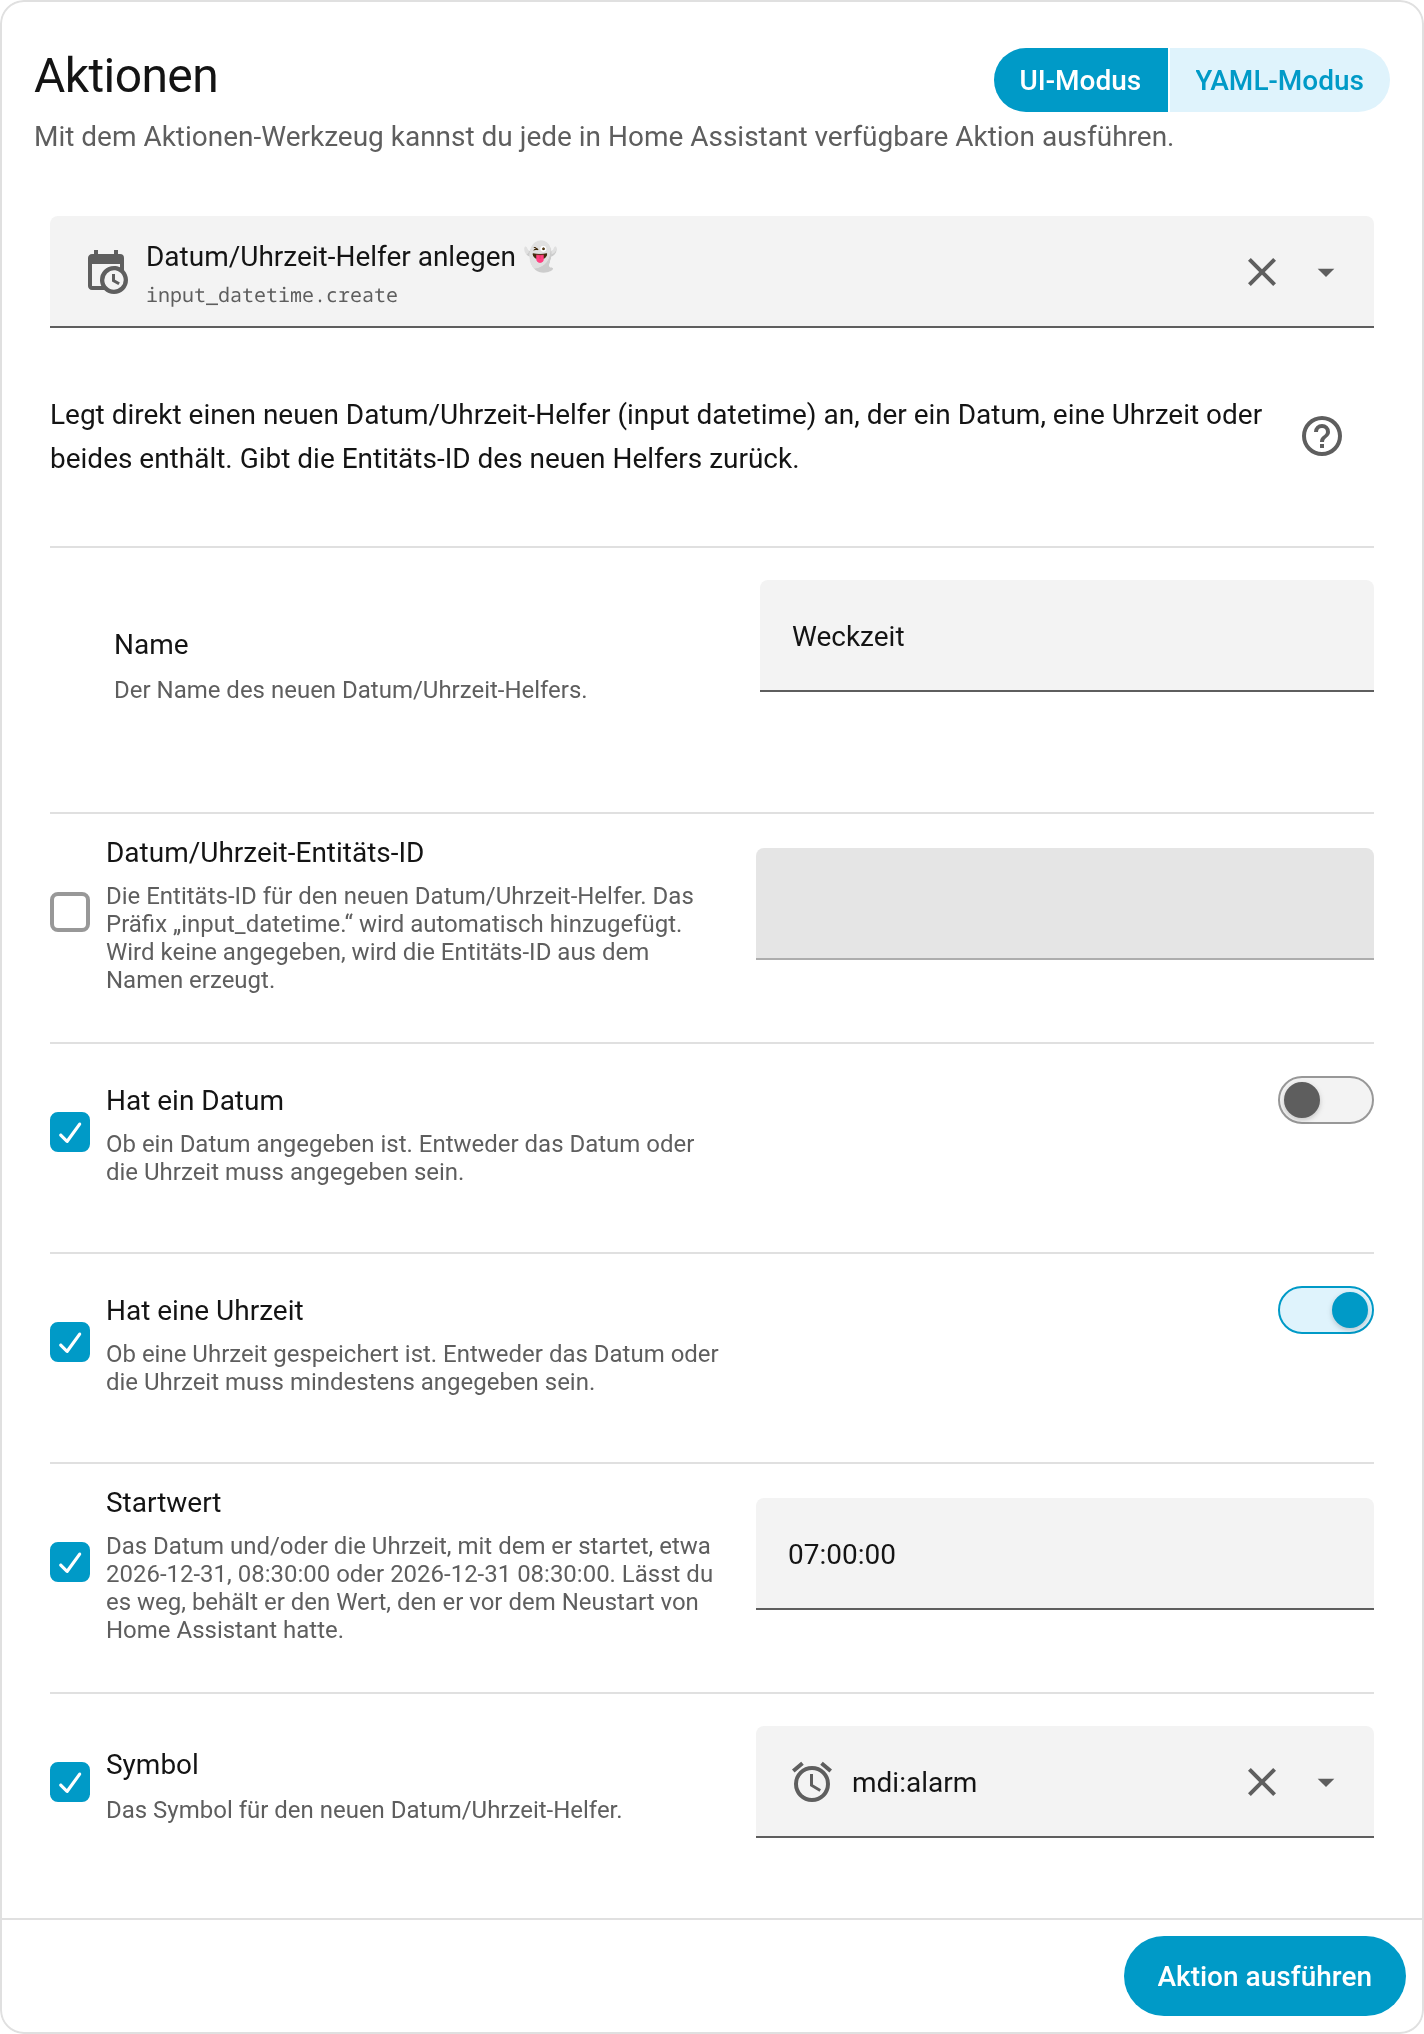 Aktionen
UI-Modus
YAML-Modus
Mit dem Aktionen-Werkzeug kannst du jede in Home Assistant verfügbare Aktion ausführen.
Datum/Uhrzeit-Helfer anlegen 👻
input_datetime.create
Legt direkt einen neuen Datum/Uhrzeit-Helfer (input datetime) an, der ein Datum, eine Uhrzeit oder
beides enthält. Gibt die Entitäts-ID des neuen Helfers zurück.
Name
Der Name des neuen Datum/Uhrzeit-Helfers.
Weckzeit
Datum/Uhrzeit-Entitäts-ID
Die Entitäts-ID für den neuen Datum/Uhrzeit-Helfer. Das
Präfix „input_datetime.“ wird automatisch hinzugefügt.
Wird keine angegeben, wird die Entitäts-ID aus dem
Namen erzeugt.
Hat ein Datum
Ob ein Datum angegeben ist. Entweder das Datum oder
die Uhrzeit muss angegeben sein.
Hat eine Uhrzeit
Ob eine Uhrzeit gespeichert ist. Entweder das Datum oder
die Uhrzeit muss mindestens angegeben sein.
Startwert
Das Datum und/oder die Uhrzeit, mit dem er startet, etwa
2026-12-31, 08:30:00 oder 2026-12-31 08:30:00. Lässt du
es weg, behält er den Wert, den er vor dem Neustart von
Home Assistant hatte.
07:00:00
Symbol
Das Symbol für den neuen Datum/Uhrzeit-Helfer.
mdi:alarm
Aktion ausführen